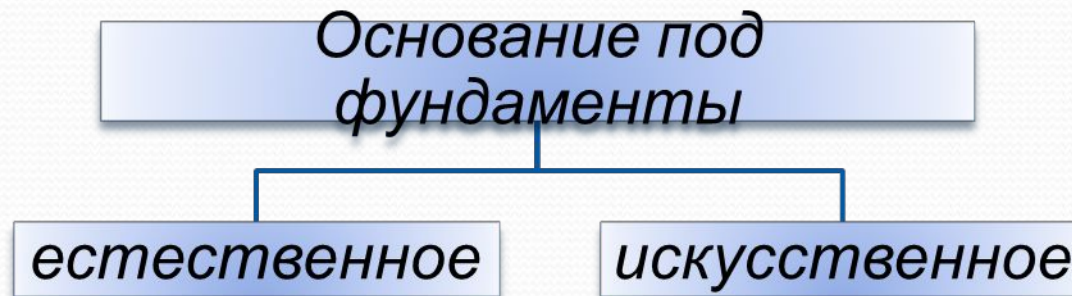 Основание под
фундаменты
естественное
искусственное